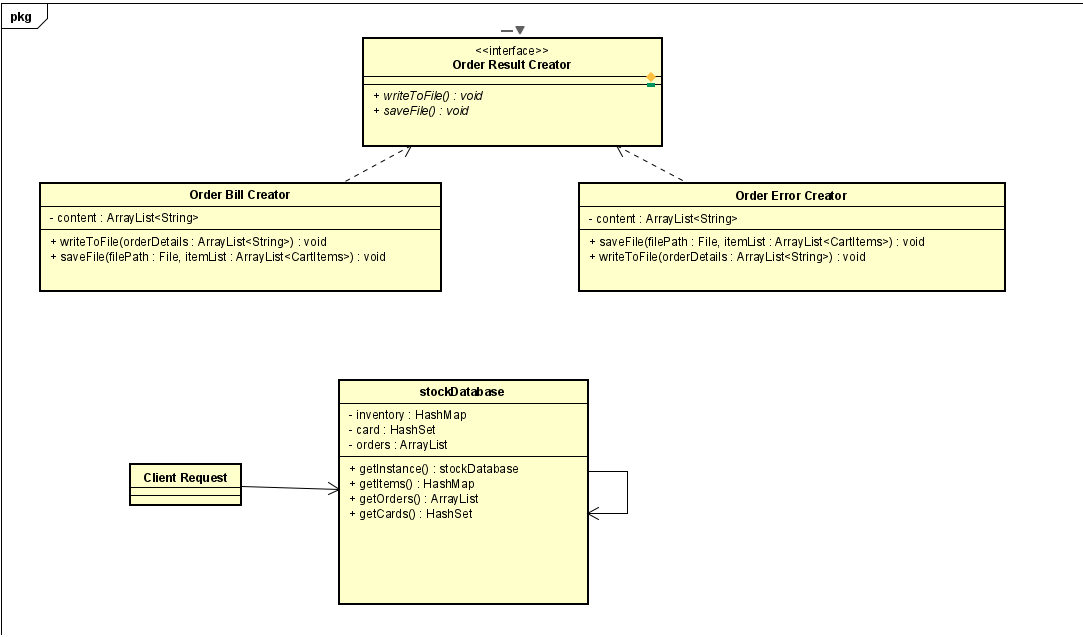 pkg
<<interface>>
Order Result Creator
+ writeToFile() : void
+ saveFile() : void
Order Bill Creator
- content : ArrayList<String>
+ writeToFile(orderDetails : ArrayList<String>) : void
+ saveFile(filePath : File, itemList : ArrayList<CartItems>) : void
Order Error Creator
- content : ArrayList<String>
+ saveFile(filePath : File, itemList : ArrayList<CartItems>) : void
+ writeToFile(orderDetails : ArrayList<String>) : void
stockDatabase
- inventory : HashMap
- card : HashSet
- orders : ArrayList
+ getInstance() : stockDatabase
+ getItems() : HashMap
+ getOrders() : ArrayList
+ getCards() : HashSet
Client Request